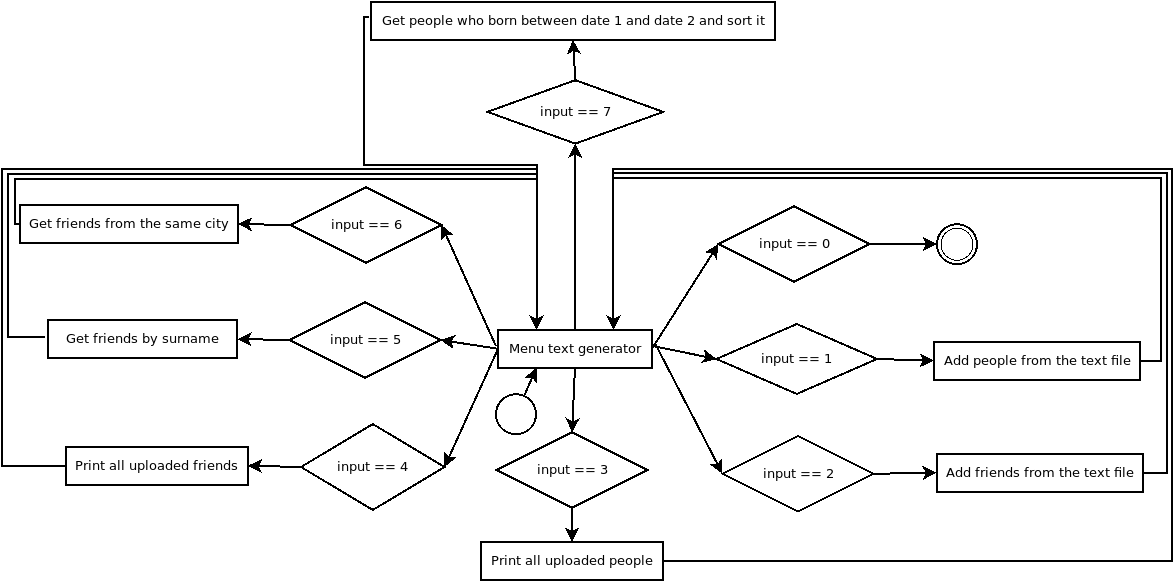 Get people who born between date 1 and date 2 and sort it
input == 7
Get friends from the same city
input == 6
input == 0
Get friends by surname
input == 5
Menu text generator
input == 1
Add people from the text file
Print all uploaded friends
input == 4
input == 3
input == 2
Add friends from the text file
Print all uploaded people